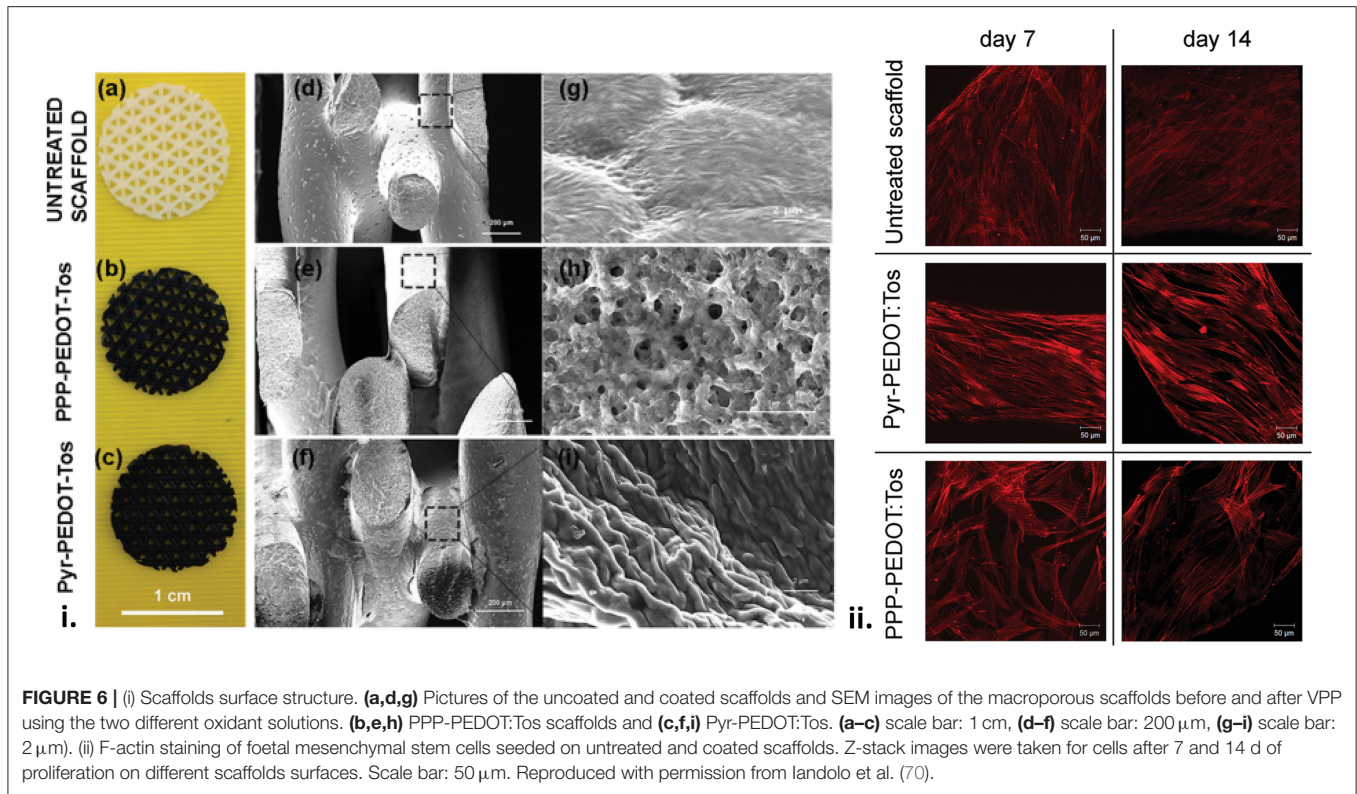 day 7
day 14
UNTREATED
SCAFFOLD
PPP-PEDOT-Tos
Pyr-PEDOT-Tos
(a)
(b)
(c)
1 cm
i.
(d)
200 µm
(e)
(f)
200 µm
(g)
2 µm
(h)
(i)
2 µm
ii.
Untreated scaffold
50 µm
50 µm
Pyr-PEDOT:Tos
50 µm
50 µm
PPP-PEDOT:Tos
50 µm
50 µm
FIGURE 6 | (i) Scaffolds surface structure. (a,d,g) Pictures of the uncoated and coated scaffolds and SEM images of the macroporous scaffolds before and after VPP
using the two different oxidant solutions. (b,e,h) PPP-PEDOT:Tos scaffolds and (c,f,i) Pyr-PEDOT:Tos. (a–c) scale bar: 1 cm, (d–f) scale bar: 200 µm, (g–i) scale bar:
2 µm). (ii) F-actin staining of foetal mesenchymal stem cells seeded on untreated and coated scaffolds. Z-stack images were taken for cells after 7 and 14 d of
proliferation on different scaffolds surfaces. Scale bar: 50 µm. Reproduced with permission from Iandolo et al. (70).